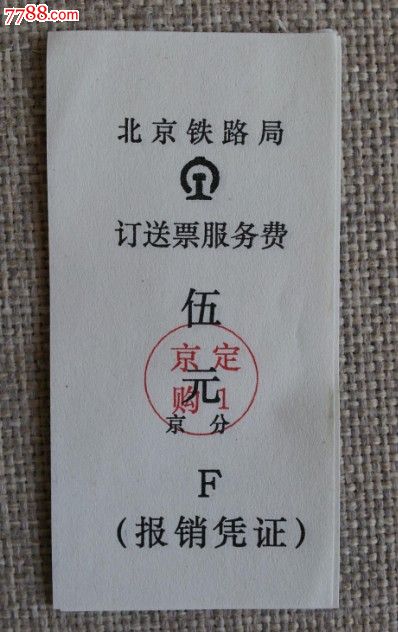 7788.com
北京铁路局
订送票服务费
伍
京定
元
购1
京分
F
(报销凭证)